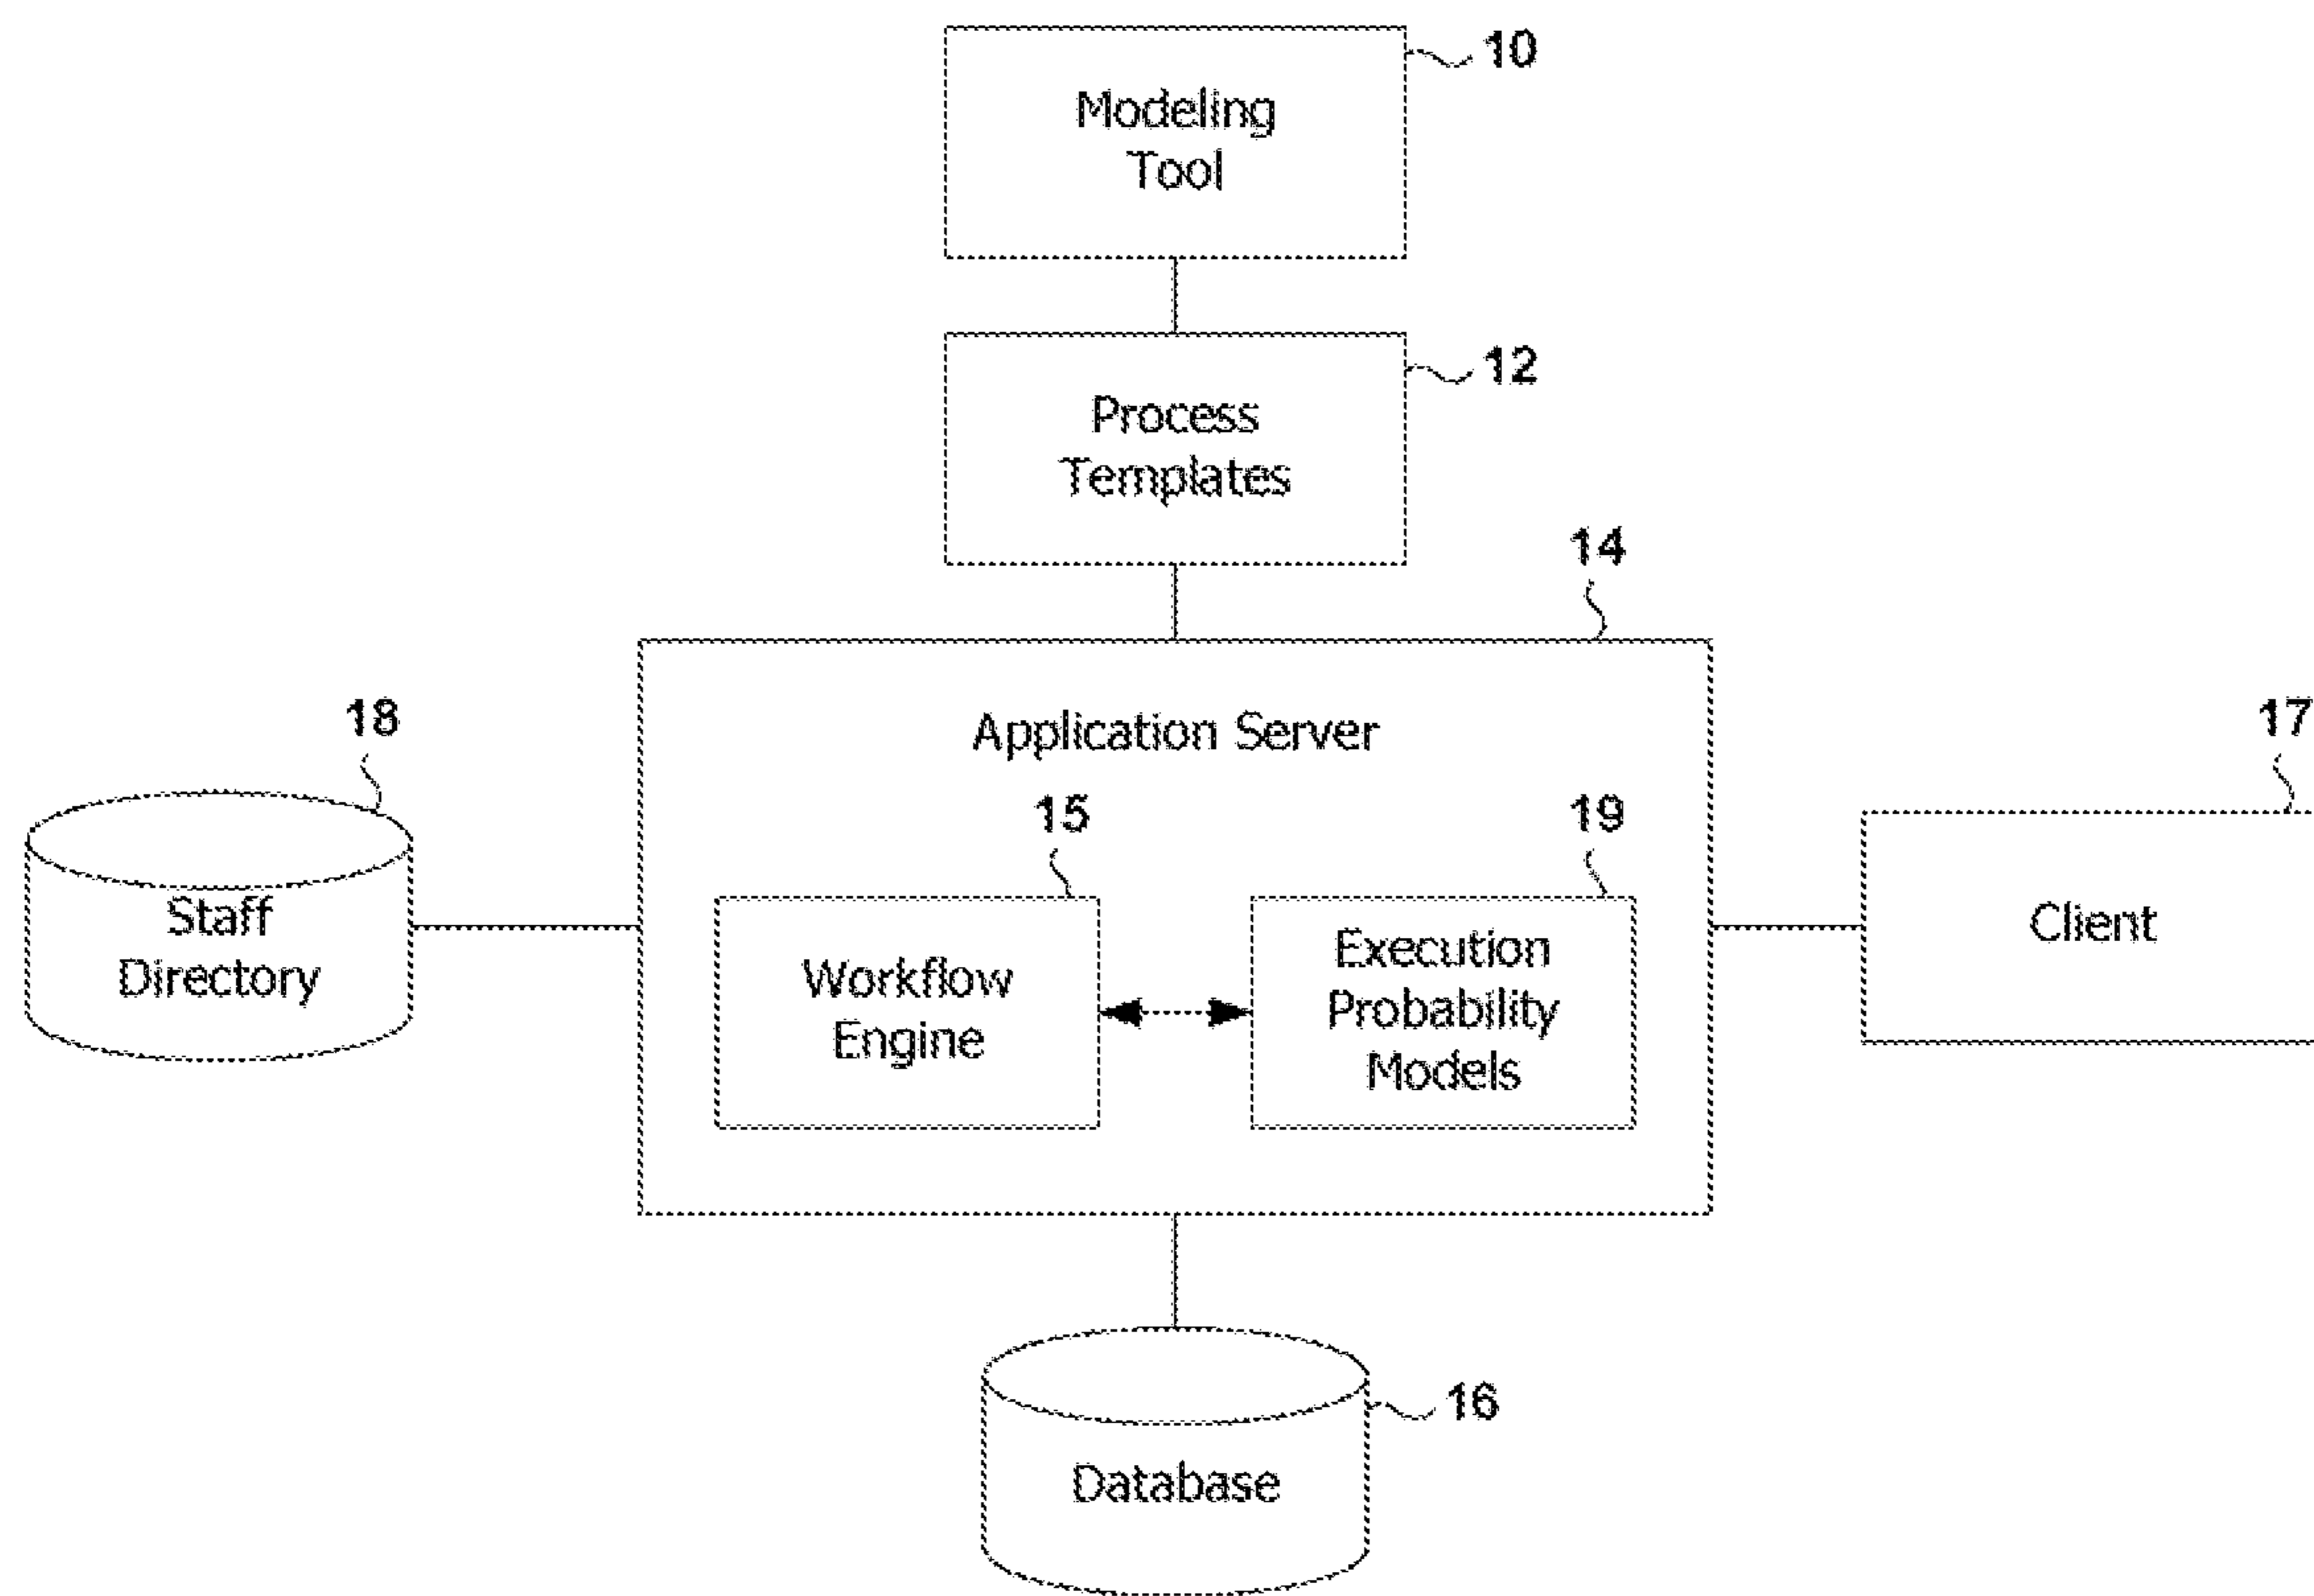 10
Modeling
Tool
12
Process
Templates
14
Application Server
18
Staff
Directory
15
Workflow
Engine
19
Execution
Probability
Models
17
Client
16
Database